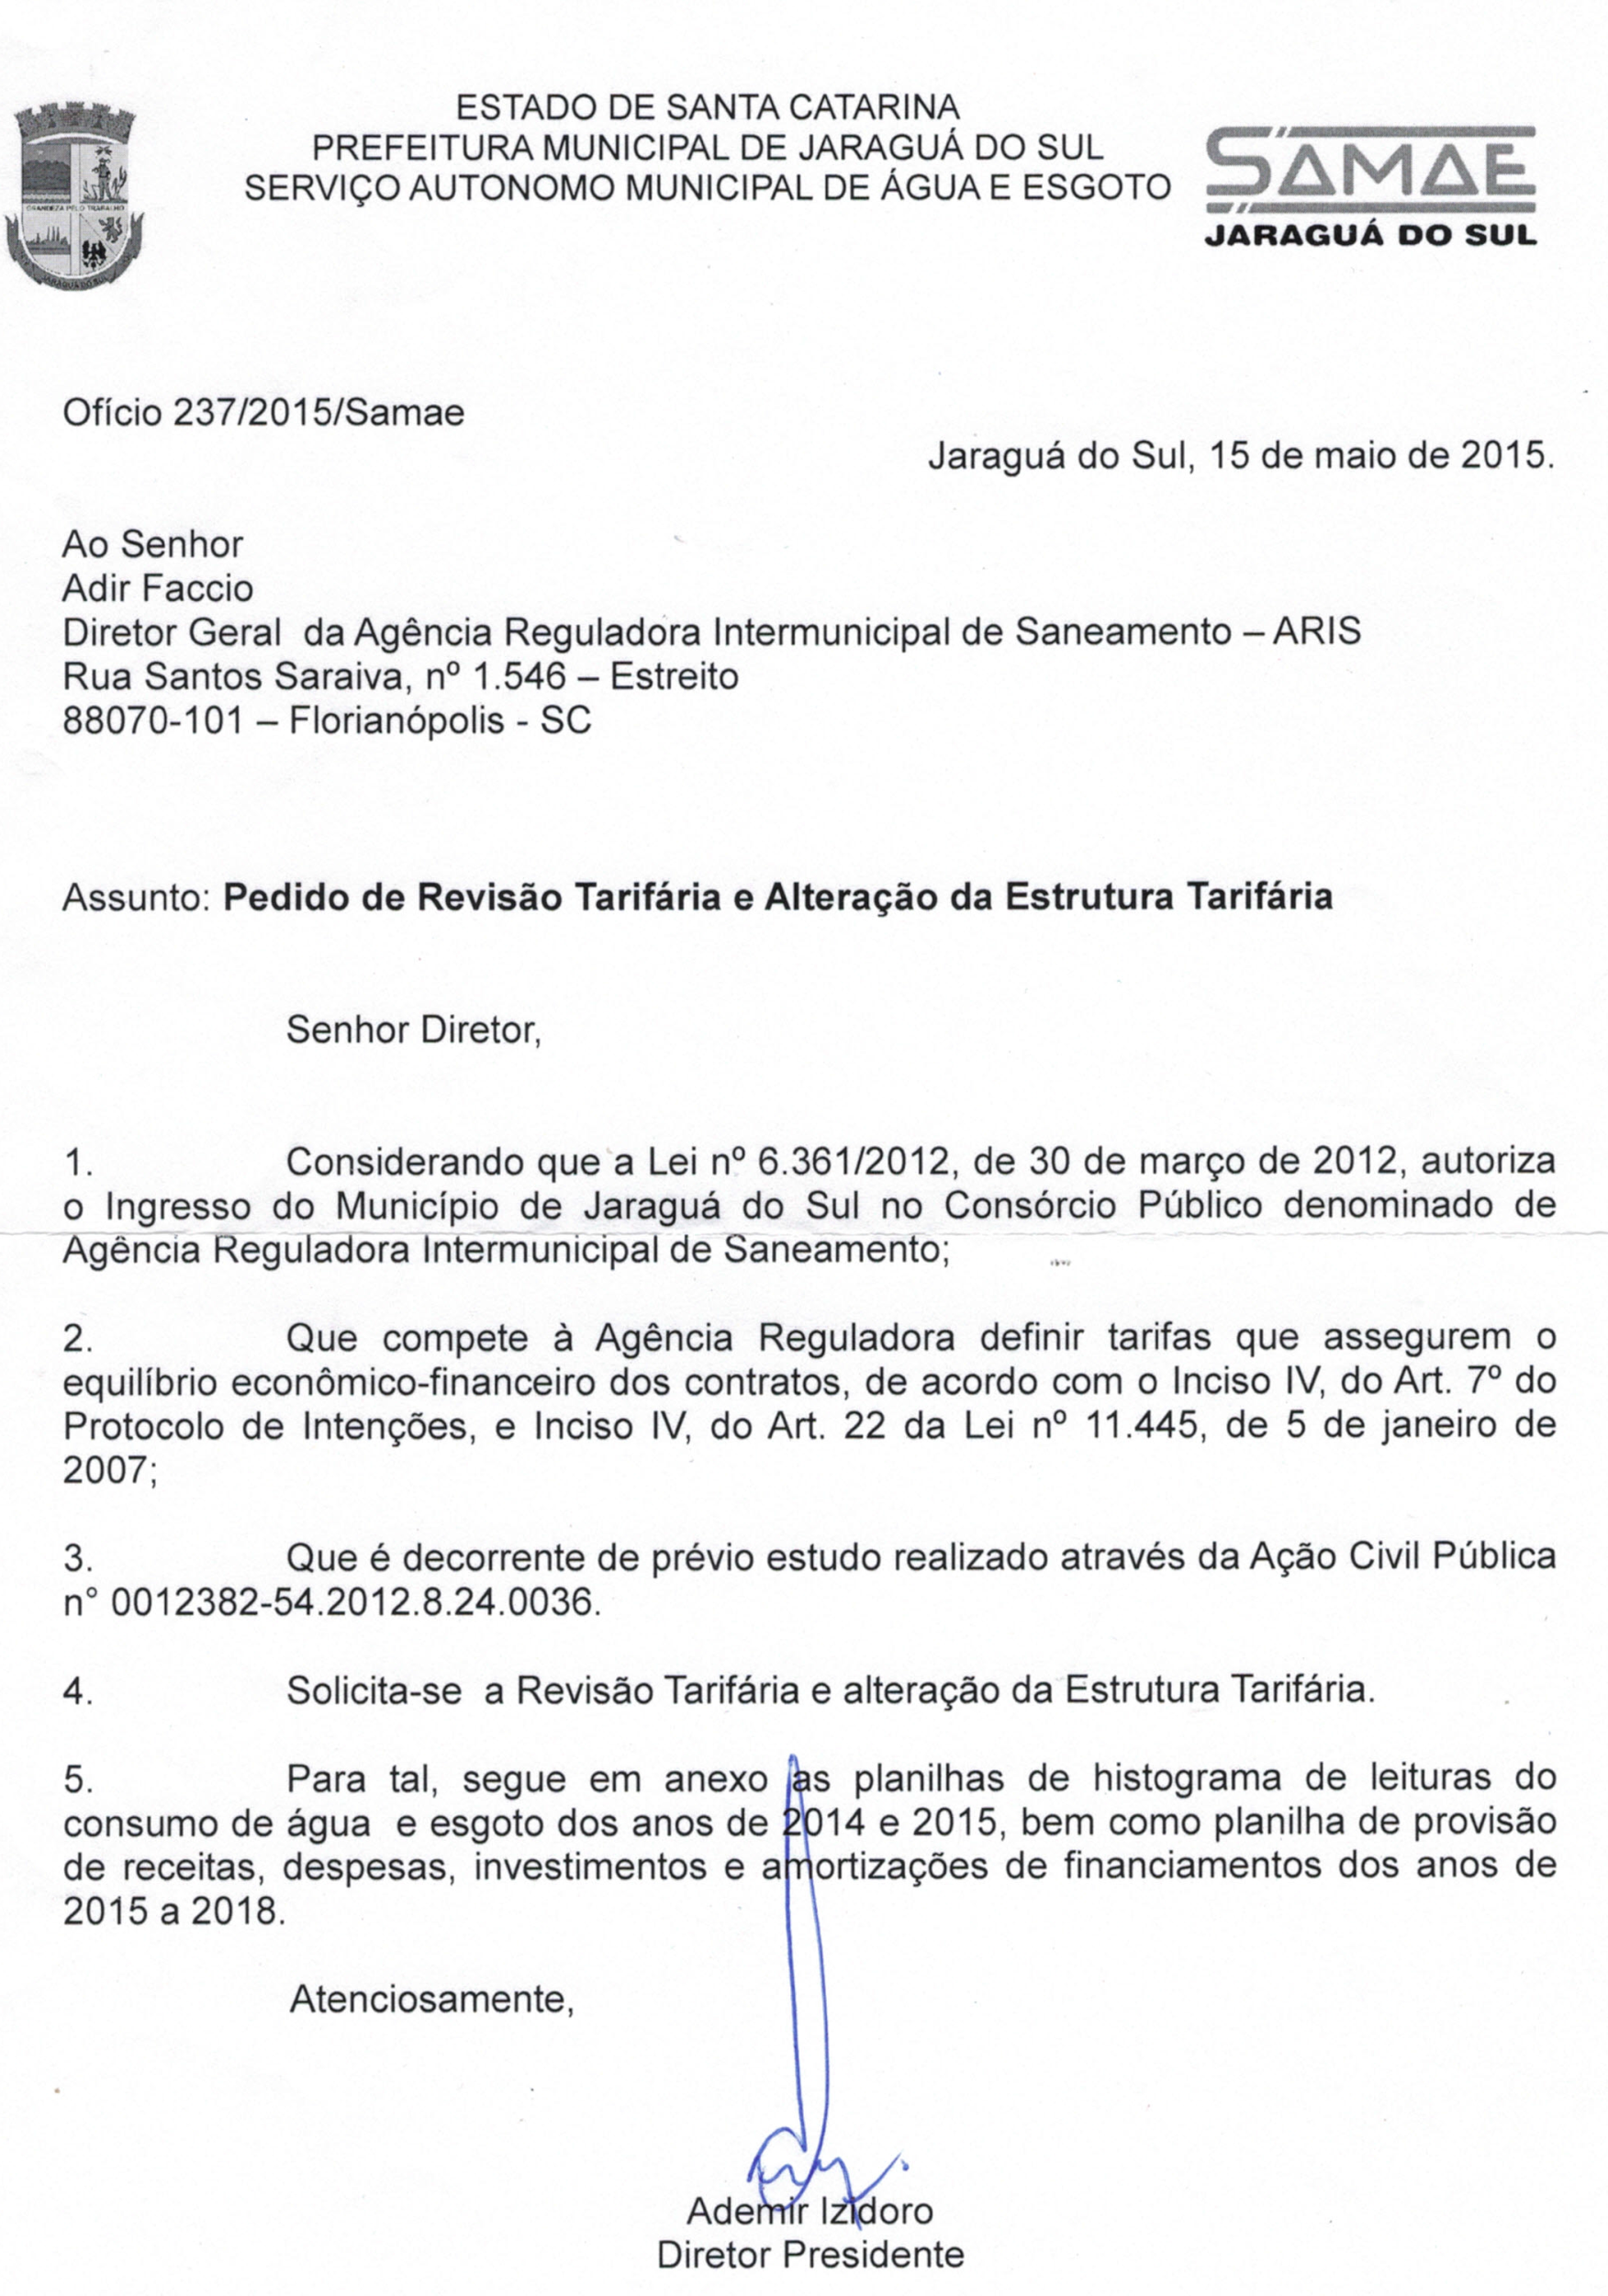 ESTADO DE SANTA CATARINA
PREFEITURA MUNICIPAL DE JARAGUÁ DO SUL
SERVIÇO AUTONOMO MUNICIPAL DE ÁGUA E ESGOTO
SAMAE
JARAGUÁ DO SUL
GRANDEZA PELO TRABALHO
JARAGUÁ DO SUL
Ofício 237/2015/Samae
Jaraguá do Sul, 15 de maio de 2015.
Ao Senhor
Adir Faccio
Diretor Geral  da Agência Reguladora Intermunicipal de Saneamento – ARIS
Rua Santos Saraiva, nº 1.546 – Estreito
88070-101 – Florianópolis - SC
Assunto: Pedido de Revisão Tarifária e Alteração da Estrutura Tarifária
Senhor Diretor,
1. Considerando que a Lei nº 6.361/2012, de 30 de março de 2012, autoriza
o Ingresso do Município de Jaraguá do Sul no Consórcio Público denominado de
Agência Reguladora Intermunicipal de Saneamento;
2. Que compete à Agência Reguladora definir tarifas que assegurem o
equilíbrio econômico-financeiro dos contratos, de acordo com o Inciso IV, do Art. 7º do
Protocolo de Intenções, e Inciso IV, do Art. 22 da Lei nº 11.445, de 5 de janeiro de
2007;
3. Que é decorrente de prévio estudo realizado através da Ação Civil Pública
n° 0012382-54.2012.8.24.0036.
4. Solicita-se  a Revisão Tarifária e alteração da Estrutura Tarifária.
5. Para tal, segue em anexo as planilhas de histograma de leituras do
consumo de água  e esgoto dos anos de 2014 e 2015, bem como planilha de provisão
de receitas, despesas, investimentos e amortizações de financiamentos dos anos de
2015 a 2018.
Atenciosamente,
Ademir Izidoro
Diretor Presidente